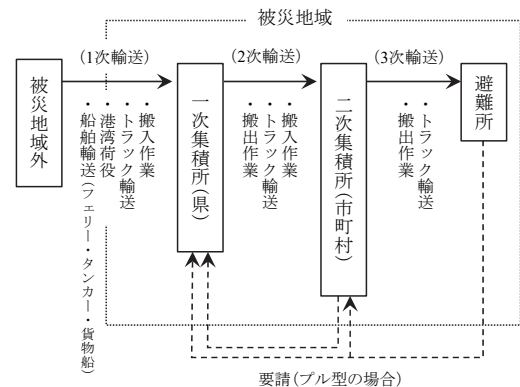 被災地域
(1次輸送)
(2次輸送)
(3次輸送)
被災地域外
・搬入作業
・トラック輸送
・港湾荷役
・船舶輸送(フェリー・タンカー・貨物船)
一次集積所(県)
・搬入作業
・トラック輸送
・搬出作業
二次集積所(市町村)
・トラック輸送
・搬出作業
避難所
要請(プル型の場合)